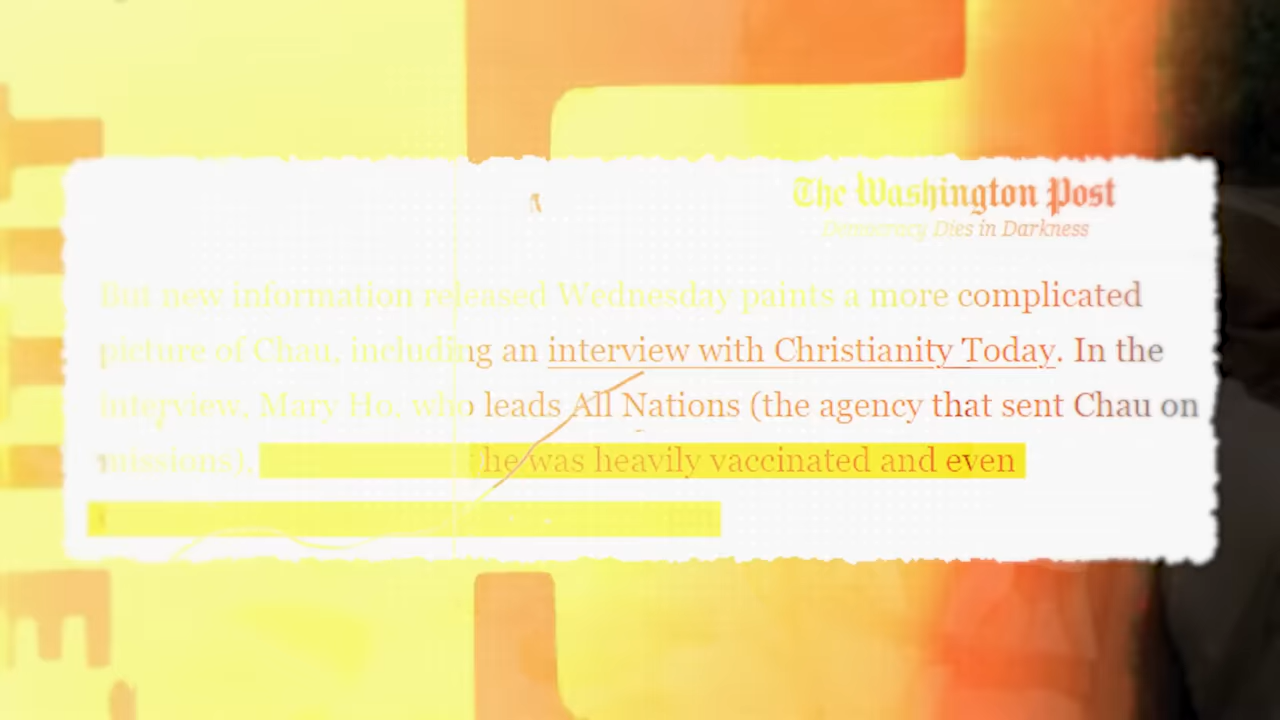 The Washington Post
Democracy Dies in Darkness
But new information released Wednesday paints a more complicated
picture of Chau, including an interview with Christianity Today. In the
interview, Mary Ho, who leads All Nations (the agency that sent Chau on
missions), he was heavily vaccinated and even